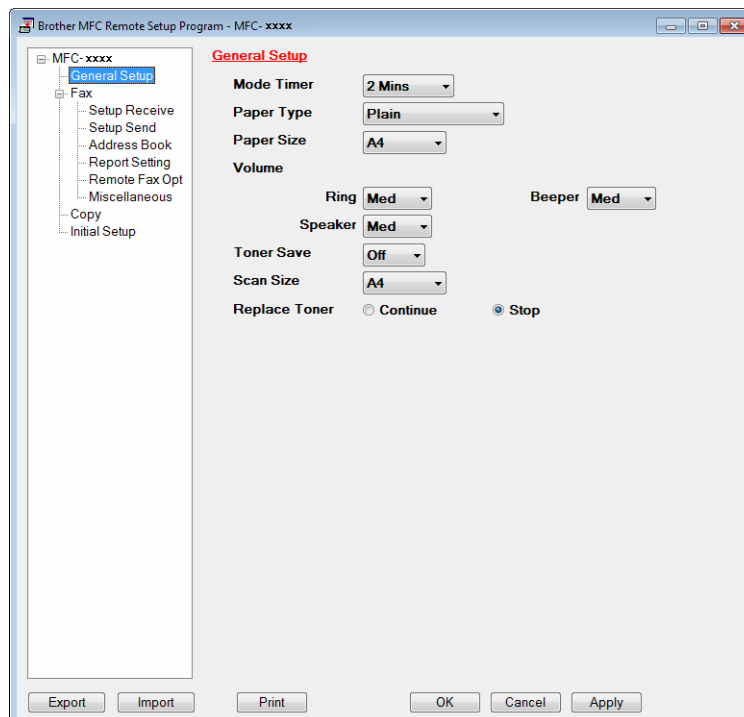 Brother MFC Remote Setup Program - MFC- xxxx
MFC- xxxx
General Setup
Fax
Setup Receive
Setup Send
Address Book
Report Setting
Remote Fax Opt
Miscellaneous
Copy
Initial Setup
General Setup
Mode Timer 2 Mins
Paper Type Plain
Paper Size A4
Volume
Ring Med Beeper Med
Speaker Med
Toner Save Off
Scan Size A4
Replace Toner Continue Stop
Export Import Print OK Cancel Apply